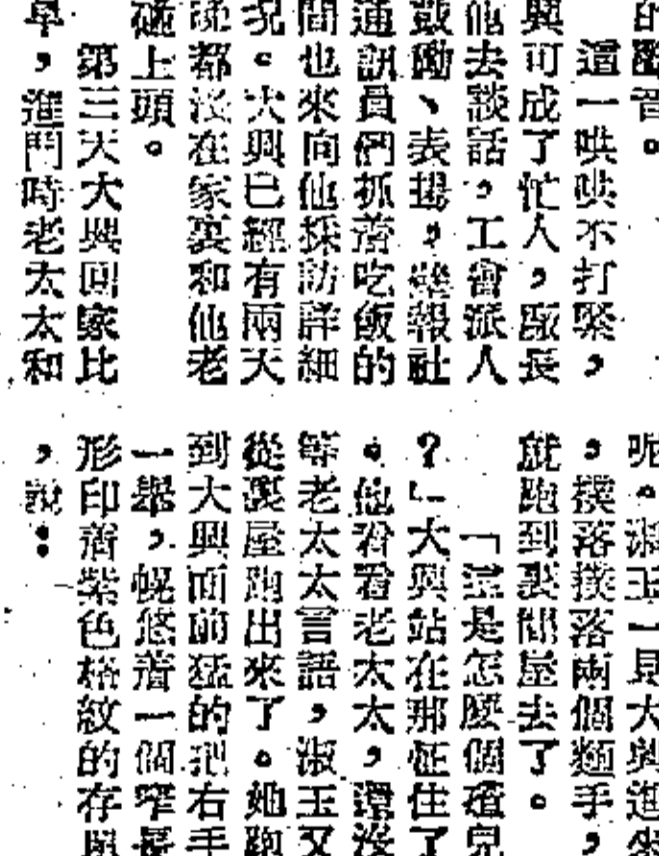 的聲音。
這一哄哄不打緊，
興可成了忙人，廠長
他去談話，工會派人
鼓勵、表揚，報社
通訊員們抓著吃飯的
間也來向他採訪詳細
況。大興已經有兩天
晚都沒在家裏和他老
碰上頭。
第三天大興回家比
早，進門時老太太和
呢。淑玉一見大興進來
，撲落撲落兩個麵手，
就跑到裏間屋去了。
「這是怎麼個碴兒
？」大興站在那怔住了
。他看看老太太，還沒
等老太太言語，淑玉又
從裏屋跑出來了。她跑
到大興面前猛的把右手
一舉，幌悠着一個窄長
形印着紫色格紋的存
，說：